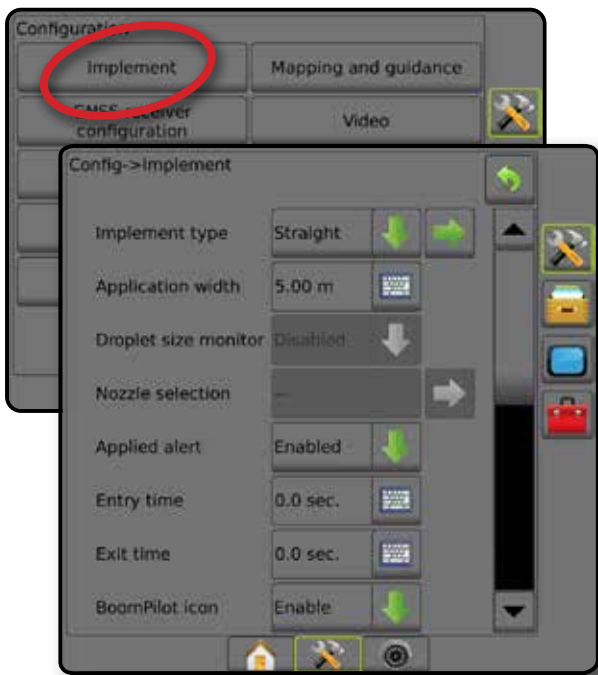 Configuration
Implement Mapping and guidance
GNSS receiver Video
configuration
Config->Implement
Implement type Straight
Application width 5.00 m
Droplet size monitor Disabled
Nozzle selection --
Applied alert Enabled
Entry time 0.0 sec.
Exit time 0.0 sec.
BoomPilot icon Enable